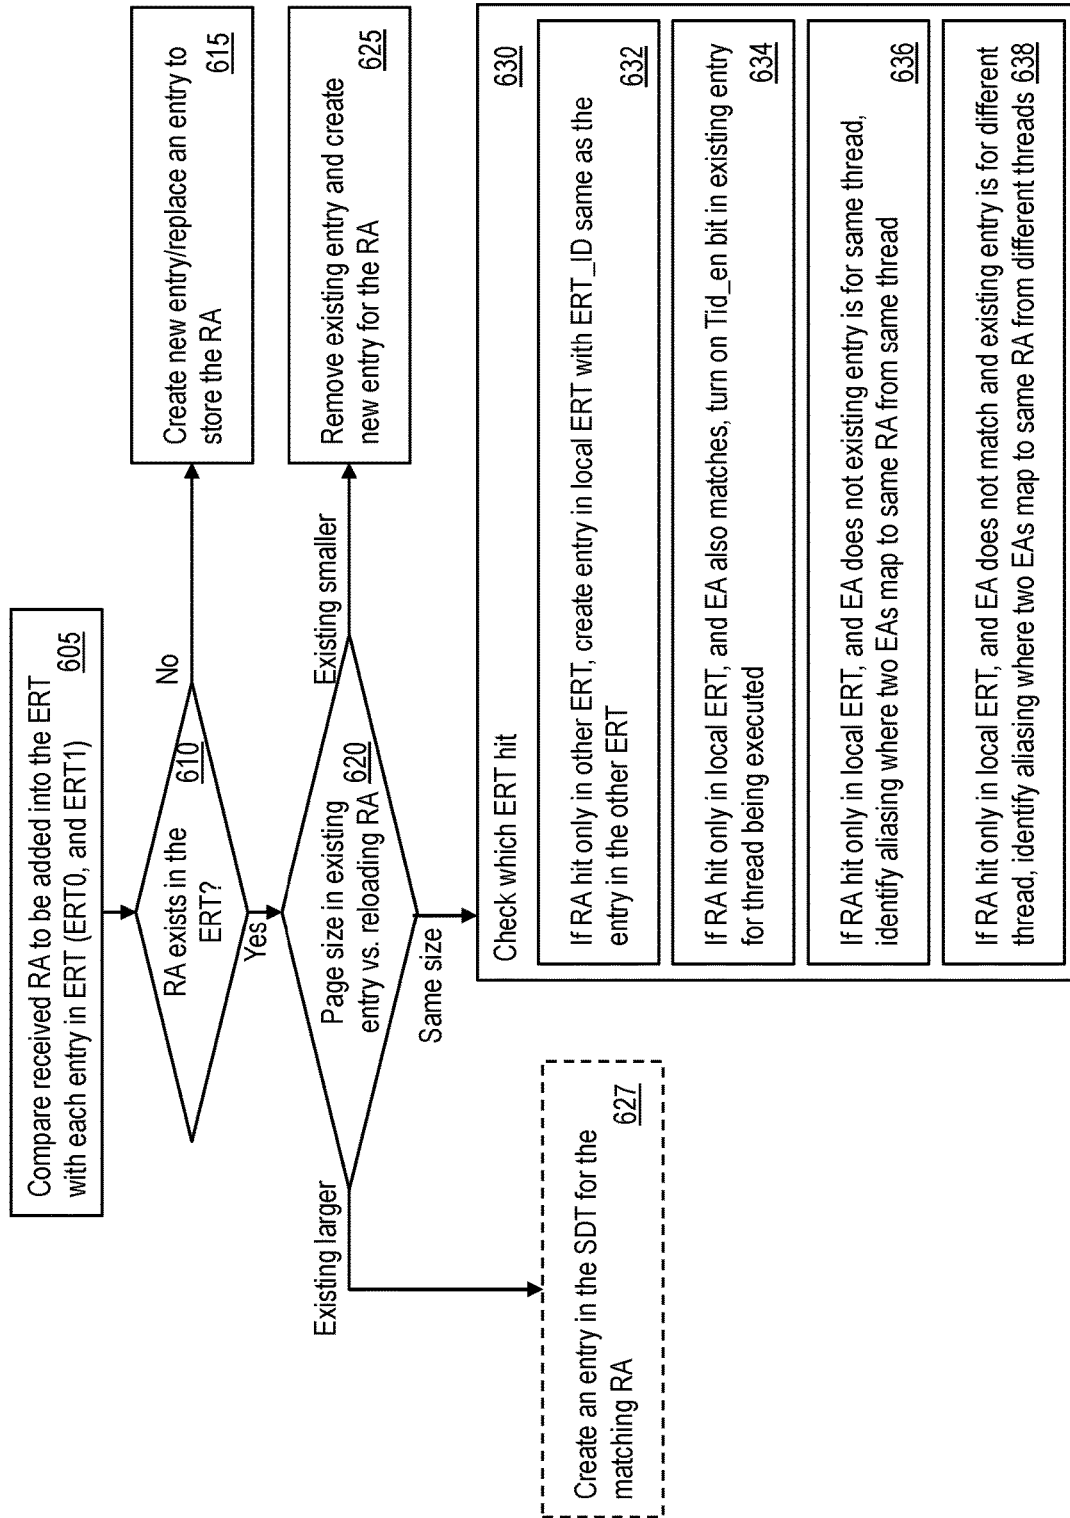 Compare received RA to be added into the ERT
with each entry in ERT (ERT0, and ERT1) 605
RA exists in the
ERT?
610
No
Create new entry/replace an entry to
store the RA
615
Yes
Page size in existing
entry vs. reloading RA 620
Existing smaller
Remove existing entry and create
new entry for the RA
625
Existing larger
Create an entry in the SDT for the
matching RA
627
Same size
Check which ERT hit
630
If RA hit only in other ERT, create entry in local ERT with ERT_ID same as the
entry in the other ERT
632
If RA hit only in local ERT, and EA also matches, turn on Tid_en bit in existing entry
for thread being executed
634
If RA hit only in local ERT, and EA does not existing entry is for same thread,
identify aliasing where two EAs map to same RA from same thread
636
If RA hit only in local ERT, and EA does not match and existing entry is for different
thread, identify aliasing where two EAs map to same RA from different threads 638